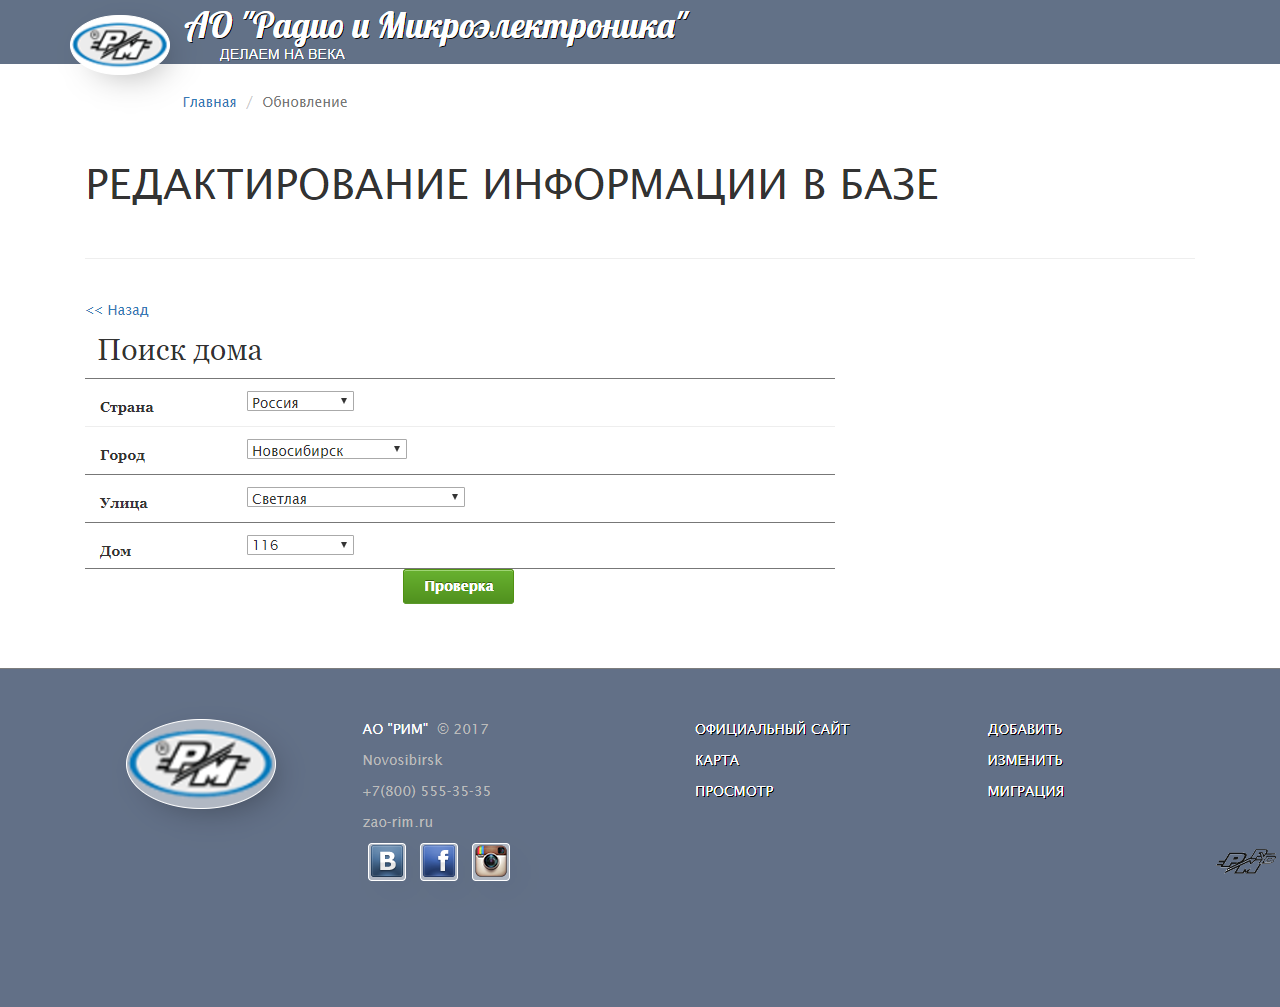 АО "Радио и Микроэлектроника"
ДЕЛАЕМ НА ВЕКА
® РМ
Главная / Обновление
РЕДАКТИРОВАНИЕ ИНФОРМАЦИИ В БАЗЕ
<< Назад
Поиск дома
Страна Россия
Город Новосибирск
Улица Светлая
Дом 116
Проверка
® РМ
АО "РИМ" © 2017
Novosibirsk
+7(800) 555-35-35
zao-rim.ru
В f
ОФИЦИАЛЬНЫЙ САЙТ
КАРТА
ПРОСМОТР
ДОБАВИТЬ
ИЗМЕНИТЬ
МИГРАЦИЯ
РМ